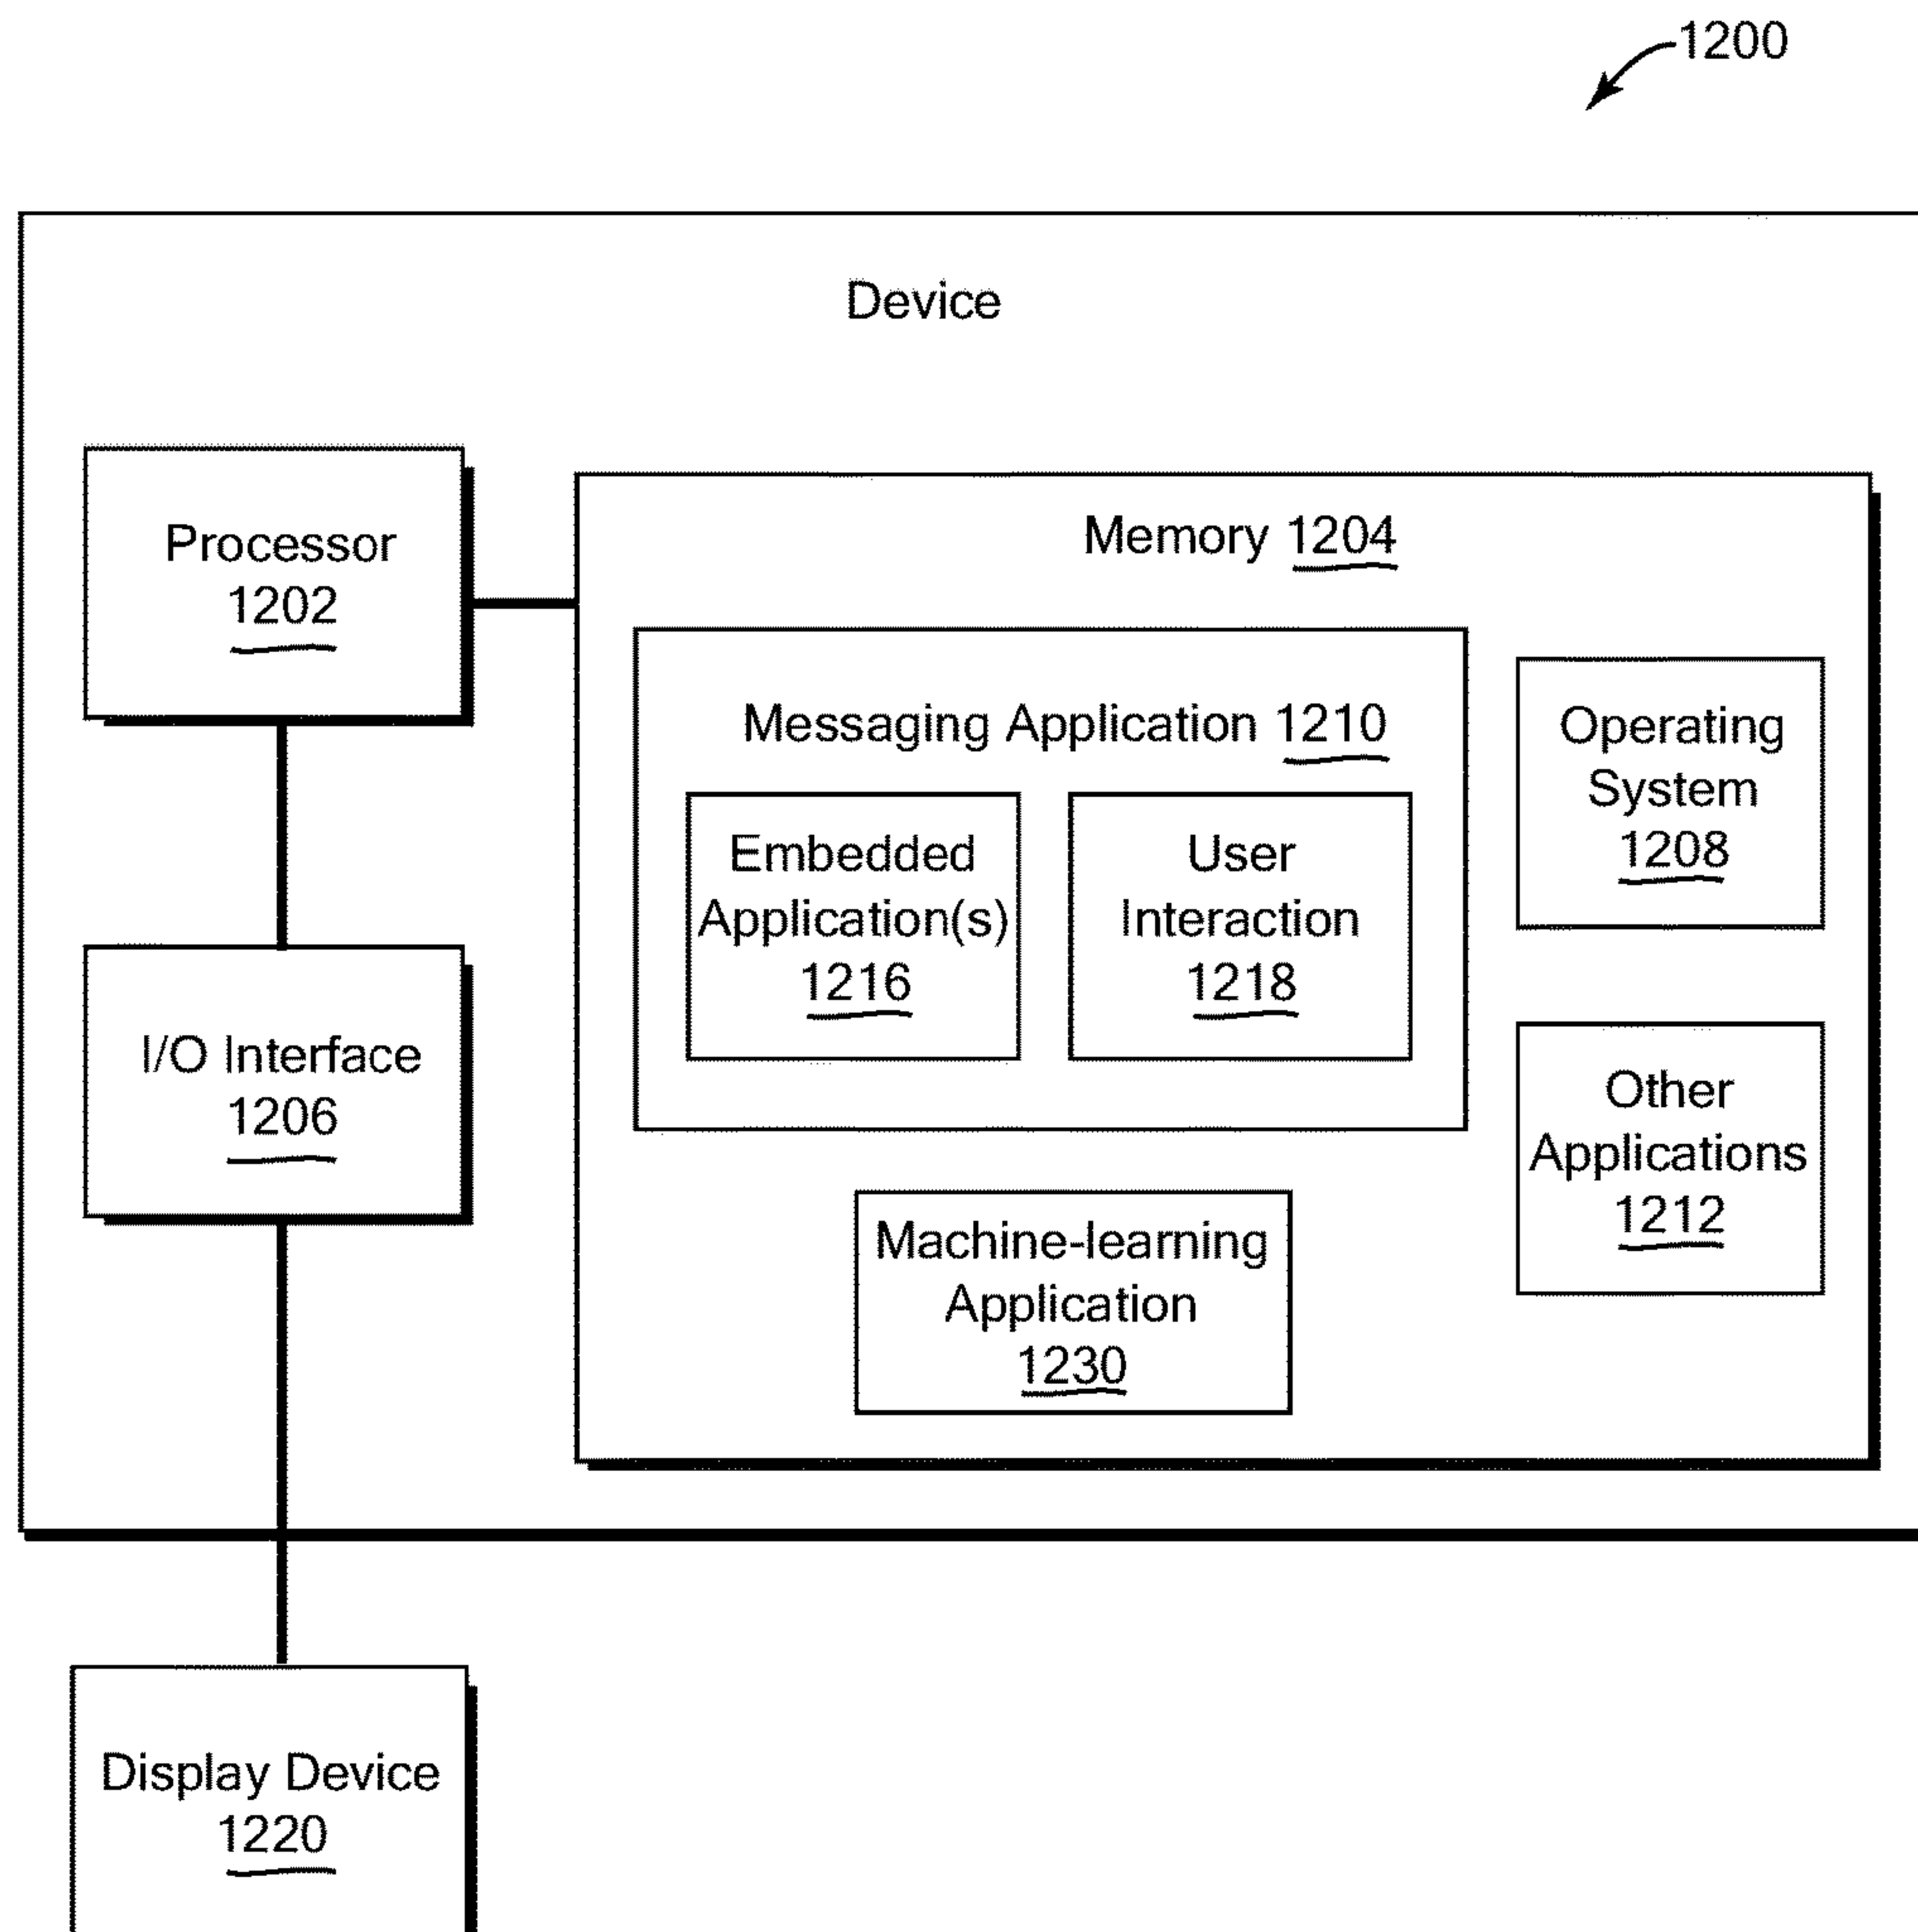 1200
Device
Processor
1202
Memory 1204
Messaging Application 1210
Embedded
Application(s)
1216
User
Interaction
1218
Operating
System
1208
I/O Interface
1206
Other
Applications
1212
Machine-learning
Application
1230
Display Device
1220